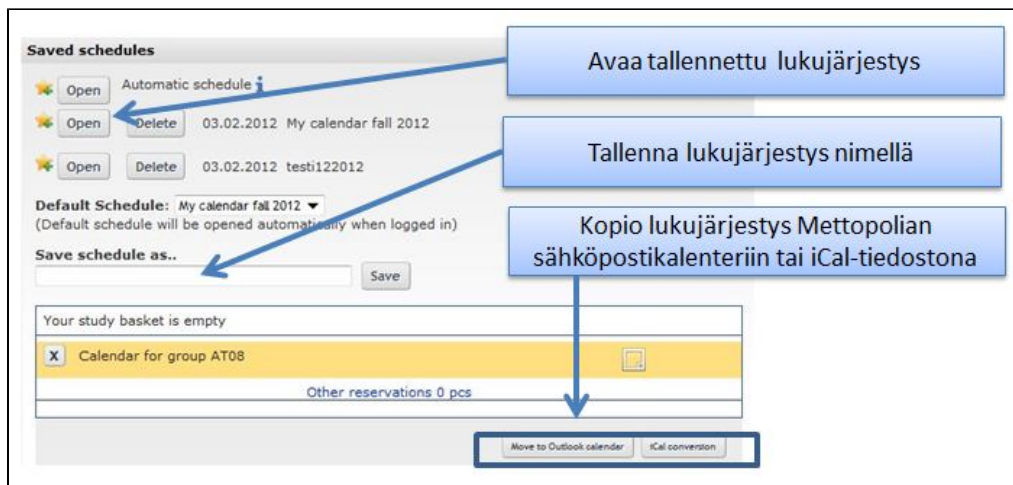 Saved schedules
Avaa tallennettu lukujärjestys
Open Automatic schedule i
Open Delete 03.02.2012 My calendar fall 2012
Tallenna lukujärjestys nimellä
Open Delete 03.02.2012 testi122012
Default Schedule: My calendar fall 2012
(Default schedule will be opened automatically when logged in)
Kopio lukujärjestys Mettopolian
sähköpostikalenteriin tai iCal-tiedostona
Save schedule as..
Save
Your study basket is empty
X Calendar for group AT08
Other reservations 0 pcs
Move to Outlook calendar iCal conversion